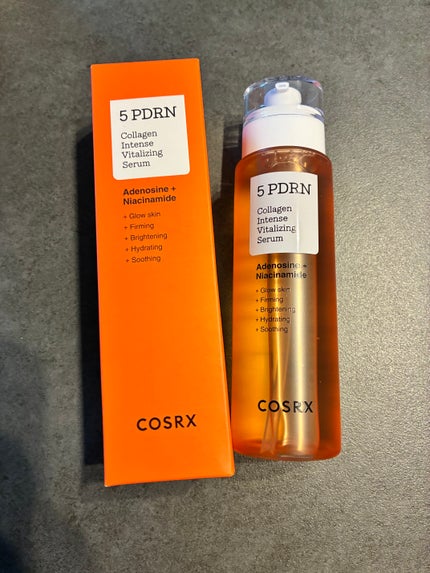 5 PDRN
Collagen
Intense
Vitalizing
Serum
Adenosine +
Niacinamide
+ Glow skin
+ Firming
+ Brightening
+ Hydrating
+ Soothing
COSRX
5 PDRN
Collagen
Intense
Vitalizing
Serum
Adenosine +
Niacinamide
+ Glow skin
+ Firming
+ Brightening
+ Hydrating
+ Soothing
COSRX